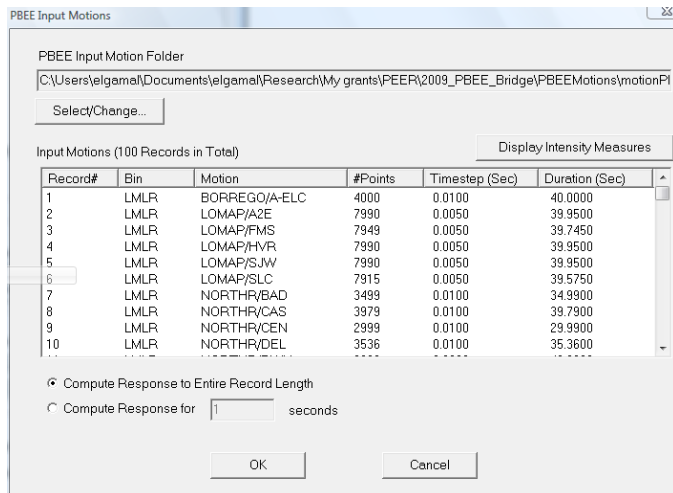 PBEE Input Motions
PBEE Input Motion Folder
C:\Users\elgamal\Documents\elgamal\Research\My grants\PEER\2009_PBEE_Bridge\PBEEMotions\motionPl
Select/Change...
Display Intensity Measures
Input Motions (100 Records in Total)
Record# Bin Motion #Points Timestep (Sec) Duration (Sec)
1 LMLR BORREGO/A-ELC 4000 0.0100 40.0000
2 LMLR LOMAP/A2E 7990 0.0050 39.9500
3 LMLR LOMAP/FMS 7949 0.0050 39.7450
4 LMLR LOMAP/HVR 7990 0.0050 39.9500
5 LMLR LOMAP/SJW 7990 0.0050 39.9500
6 LMLR LOMAP/SLC 7915 0.0050 39.5750
7 LMLR NORTHR/BAD 3499 0.0100 34.9900
8 LMLR NORTHR/CAS 3979 0.0100 39.7900
9 LMLR NORTHR/CEN 2999 0.0100 29.9900
10 LMLR NORTHR/DEL 3536 0.0100 35.3600
Compute Response to Entire Record Length
Compute Response for 1 seconds
OK Cancel